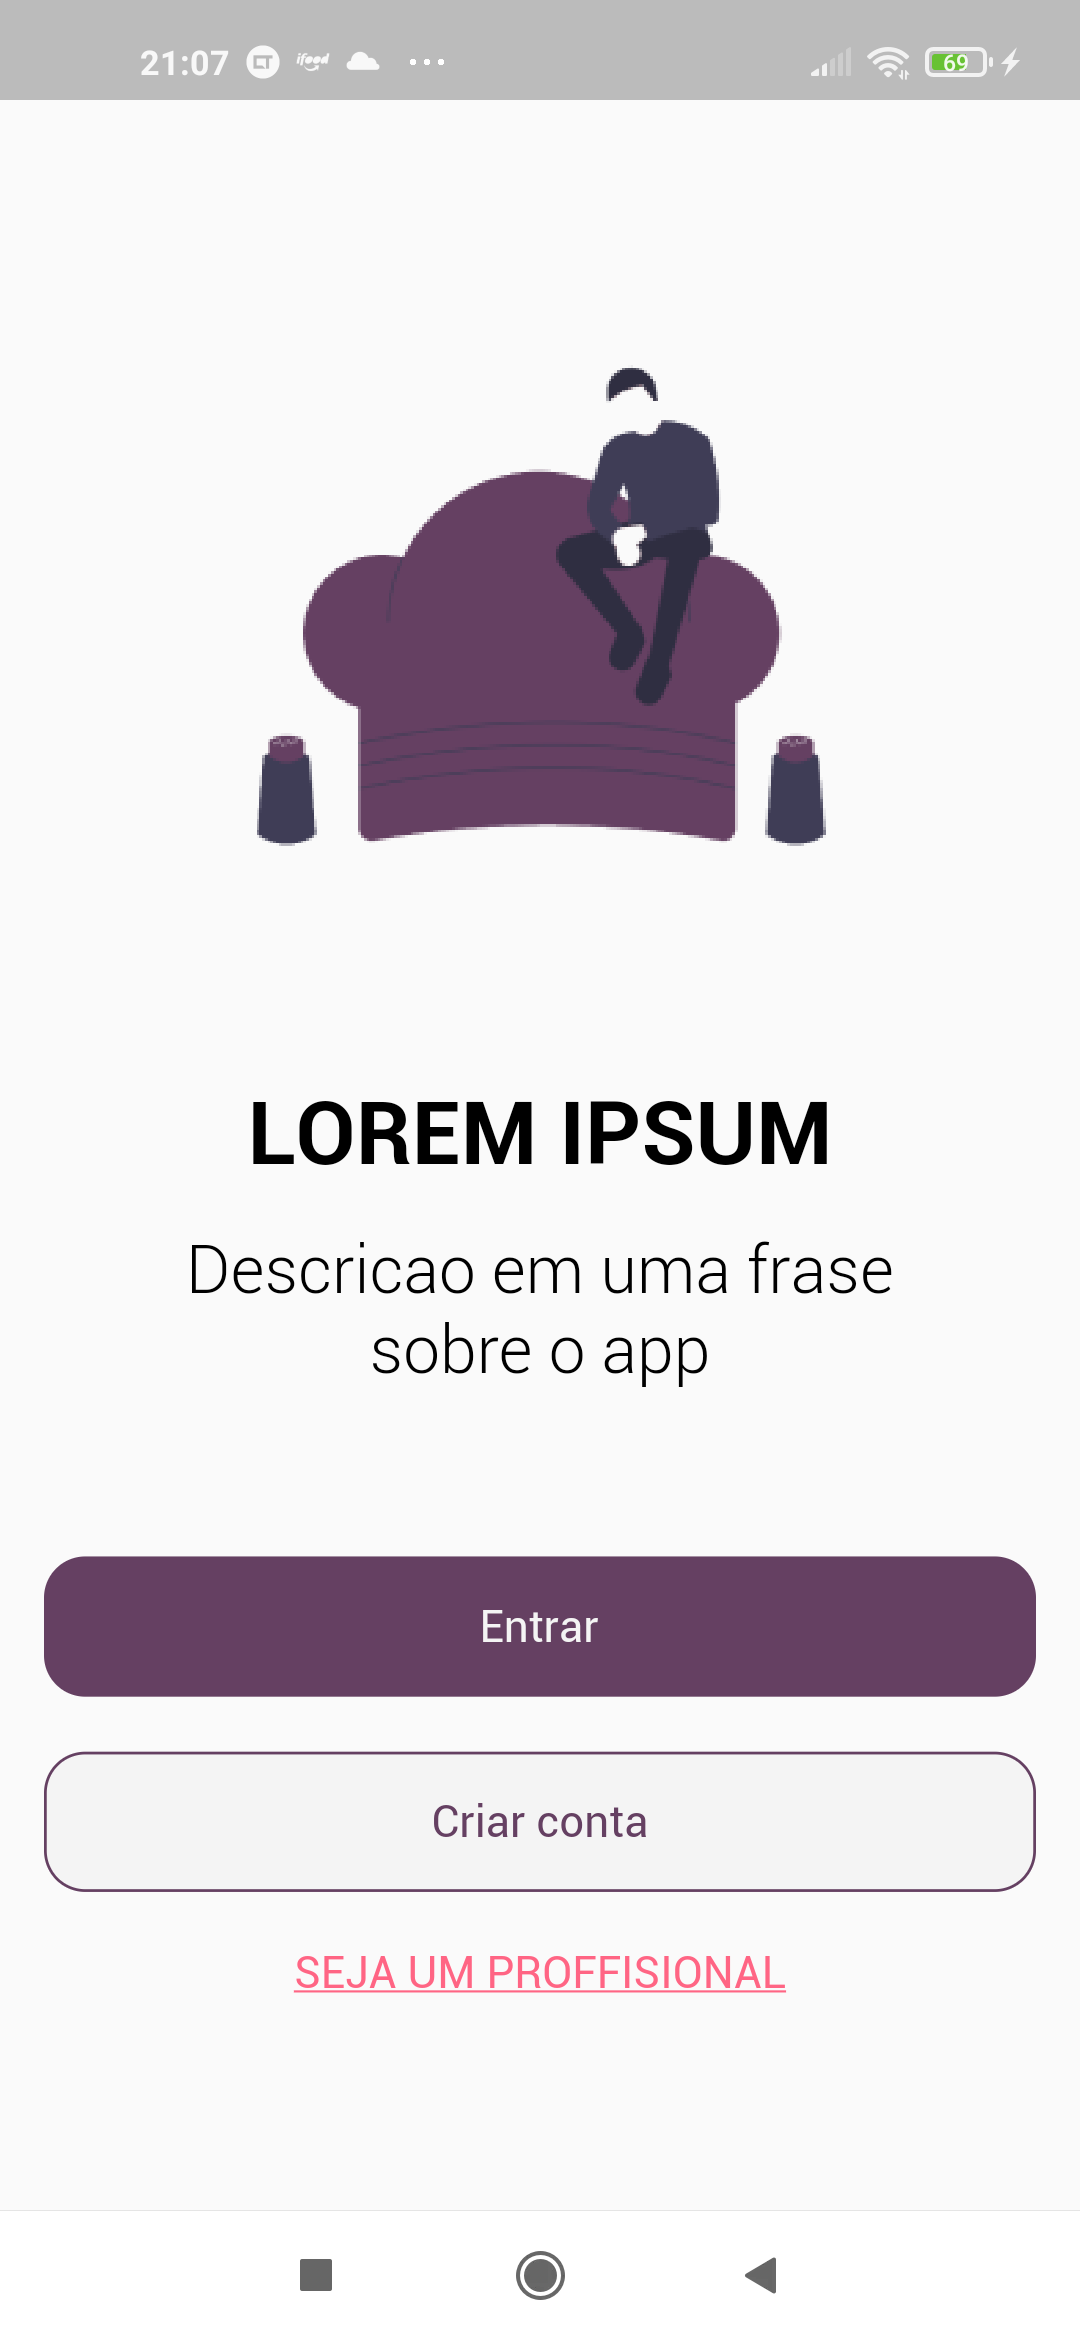 21:07 ifood 69
LOREM IPSUM
Descricao em uma frase
sobre o app
Entrar
Criar conta
SEJA UM PROFFISIONAL